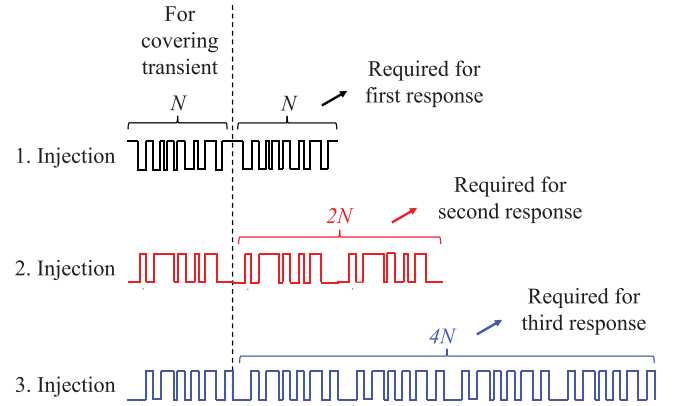 For
covering
transient
Required for
first response
N
N
1. Injection
Required for
second response
2N
2. Injection
Required for
third response
4N
3. Injection